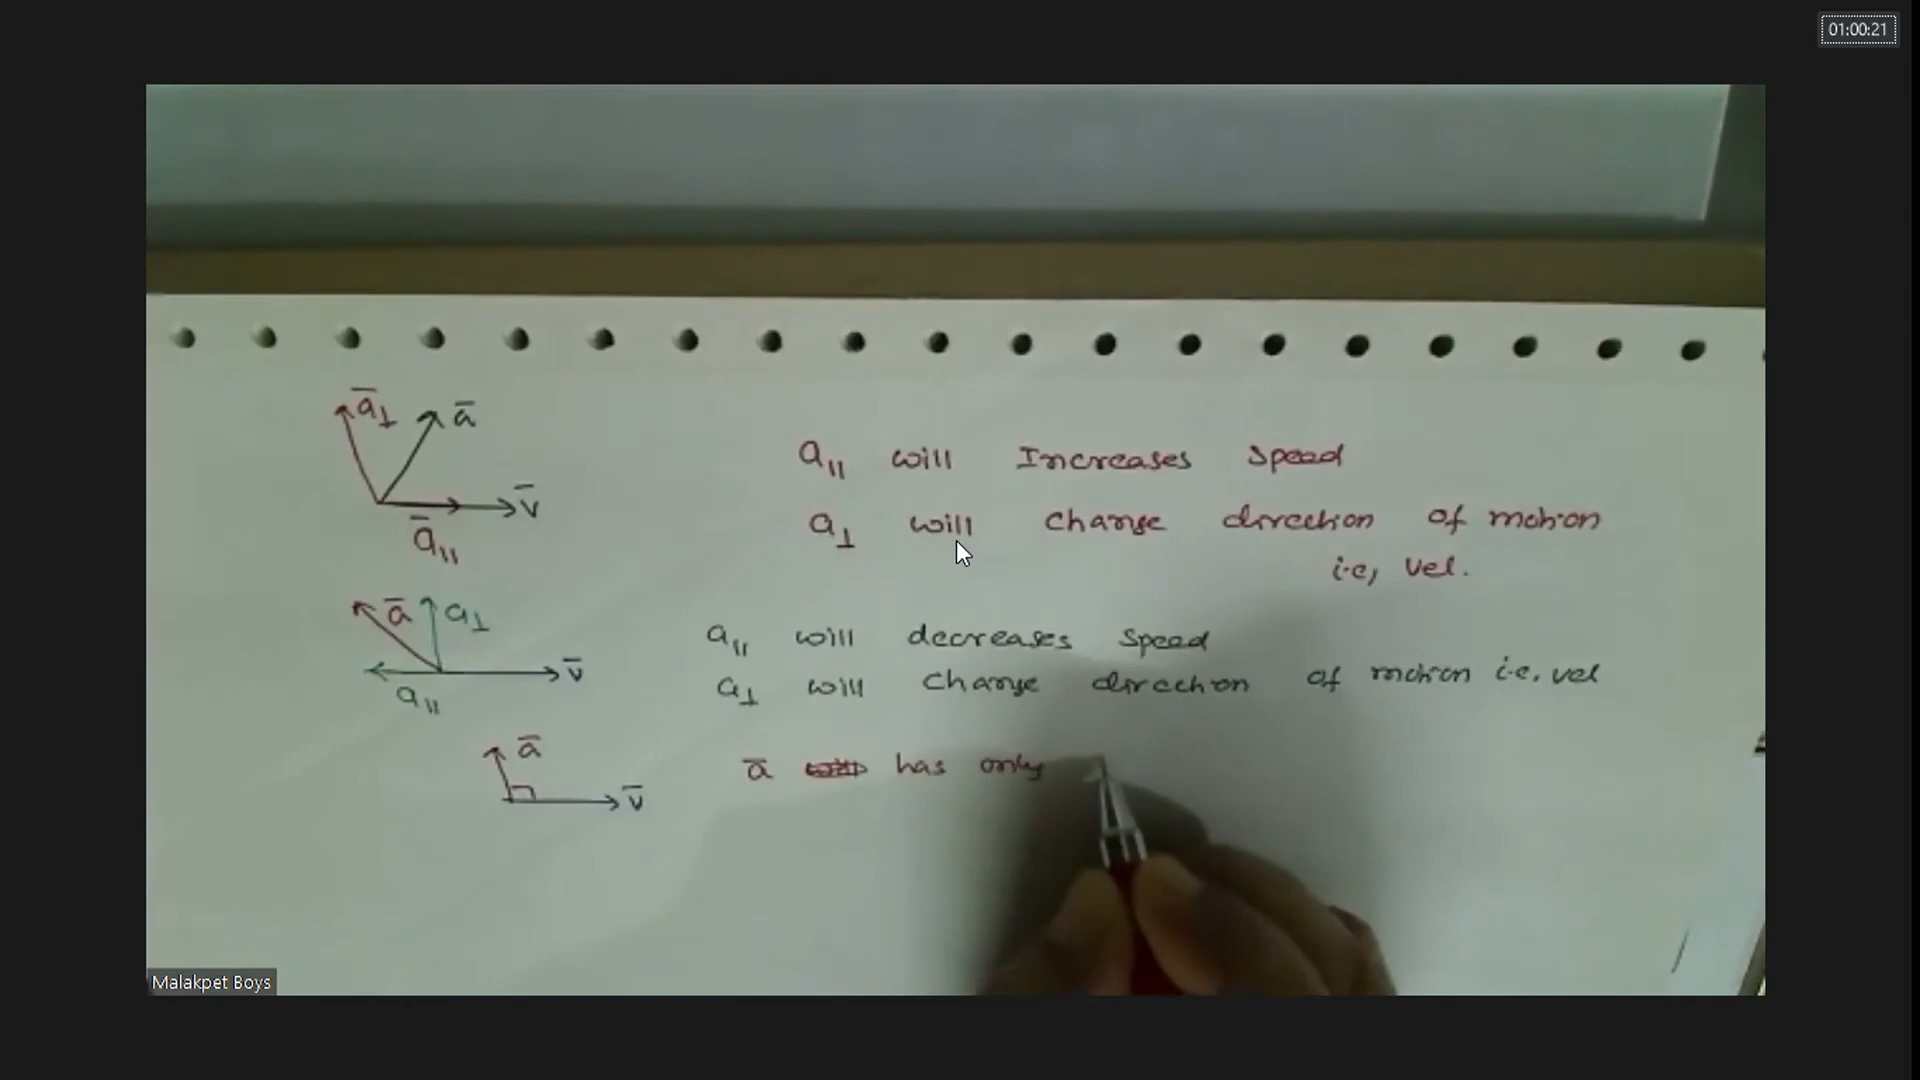 01:00:21
a̅⊥ a̅
v̅
a̅||
a|| will Increases speed
a⊥ will change direction of motion
i.e, vel.
a̅ a⊥
v̅
a||
a|| will decreases speed
a⊥ will change direction of motion i.e. vel
a̅
v̅
a̅ has only
Malakpet Boys